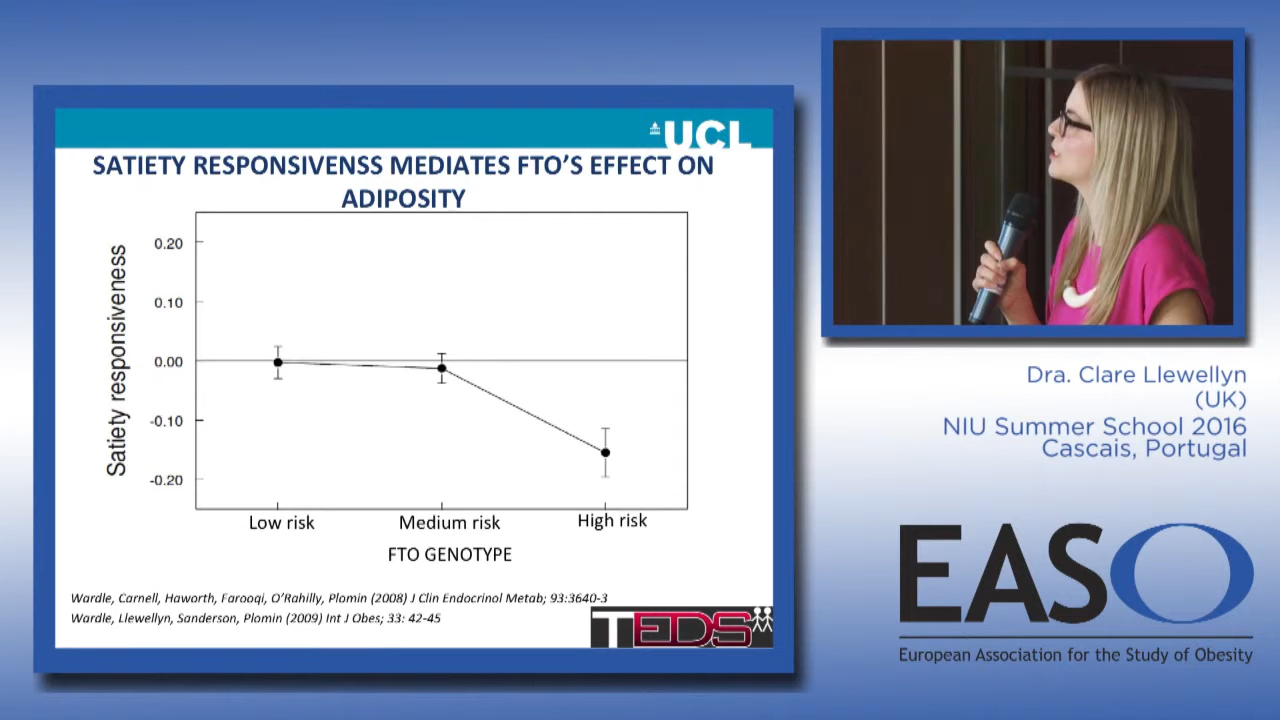 UCL
SATIETY RESPONSIVENSS MEDIATES FTO'S EFFECT ON
ADIPOSITY
Satiety responsiveness
0.20
0.10
0.00
-0.10
-0.20
Low risk Medium risk High risk
FTO GENOTYPE
Wardle, Carnell, Haworth, Farooqi, O'Rahilly, Plomin (2008) J Clin Endocrinol Metab; 93:3640-3
Wardle, Llewellyn, Sanderson, Plomin (2009) Int J Obes; 33: 42-45
TEDS
Dra. Clare Llewellyn
(UK)
NIU Summer School 2016
Cascais, Portugal
EASO
European Association for the Study of Obesity